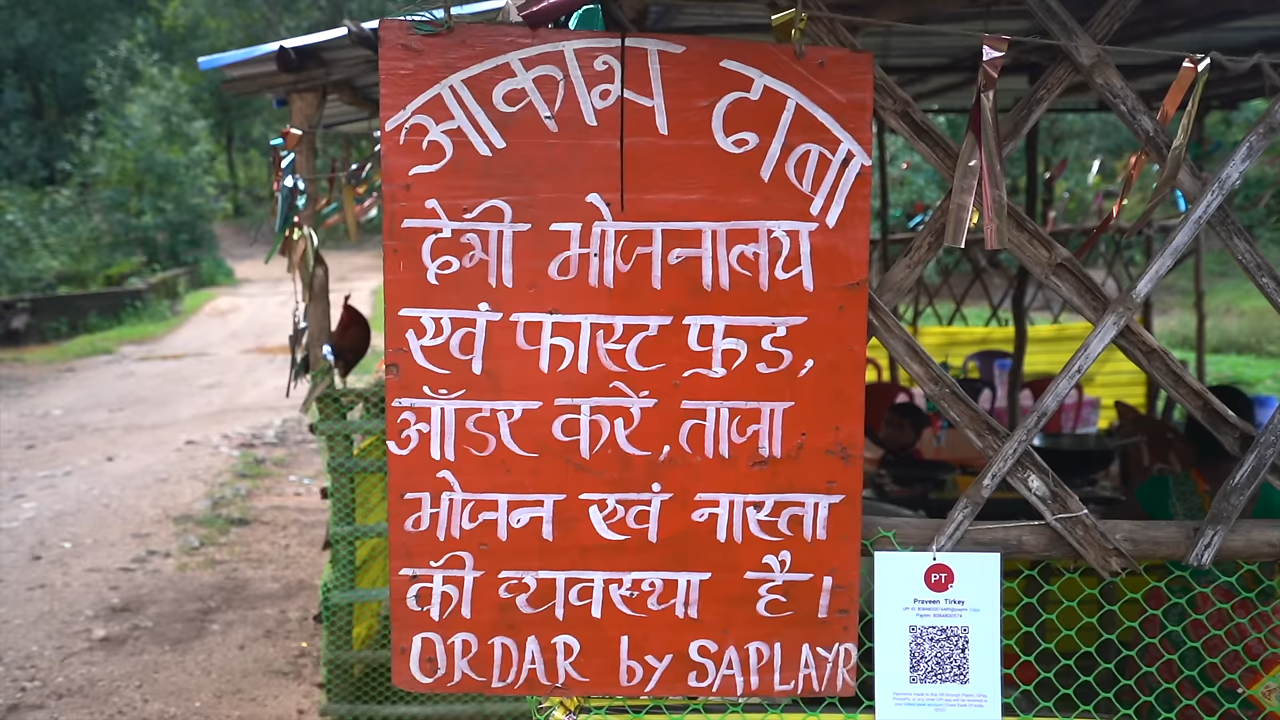 आकाश ढाबा
देशी भोजनालय
एवं फास्ट फुड,
ऑडर करें, ताजा
भोजन एवं नास्ता
की व्यवस्था है।
ORDAR by SAPLAYR
PT
Praveen Tirkey